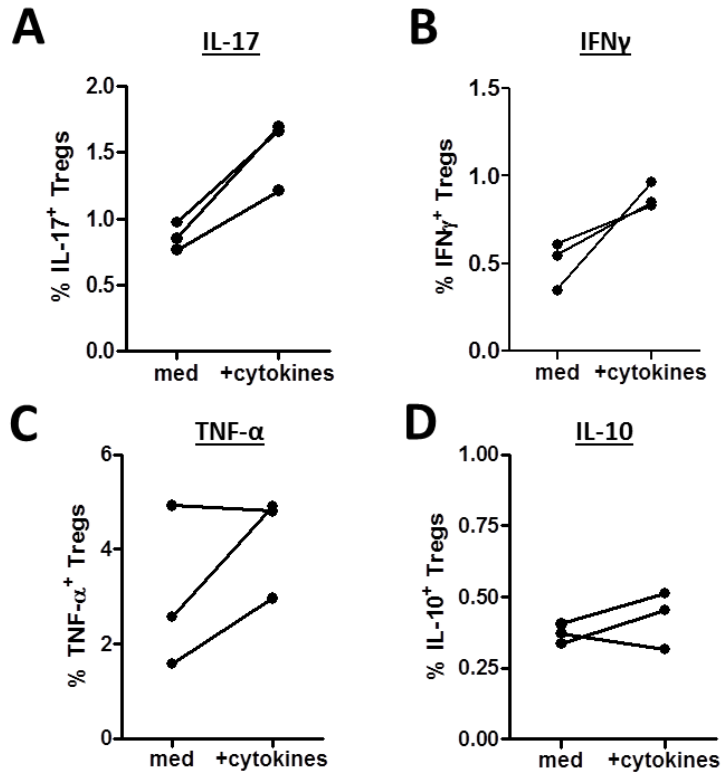 A
IL-17
% IL-17+ Tregs
2.0
1.5
1.0
0.5
0.0
med +cytokines
B
IFNγ
% IFNγ+ Tregs
1.5
1.0
0.5
0.0
med +cytokines
C
TNF-α
% TNF-α+ Tregs
6
4
2
0
med +cytokines
D
IL-10
% IL-10+ Tregs
1.00
0.75
0.50
0.25
0.00
med +cytokines